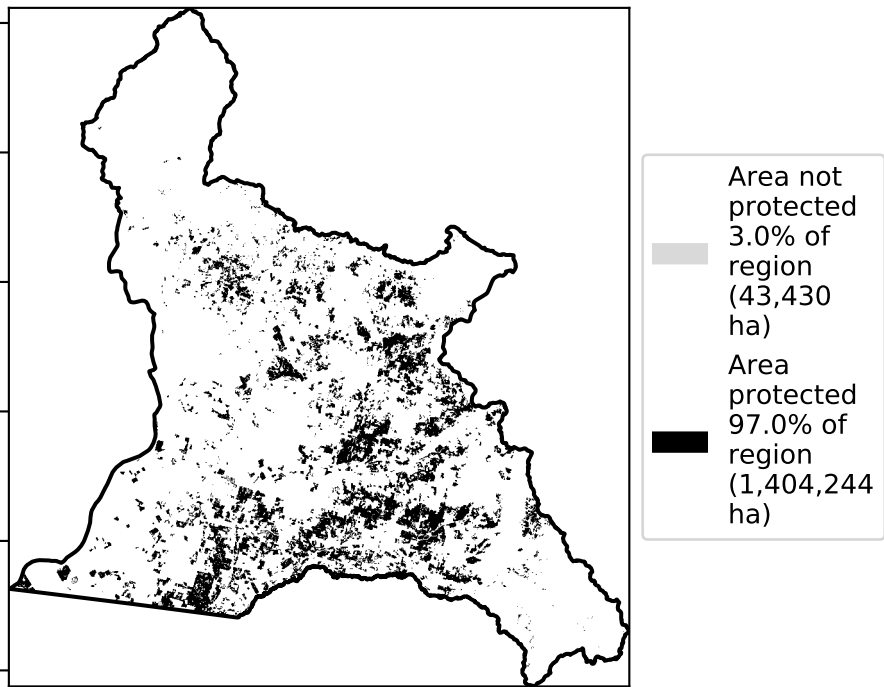 Area not
protected
3.0% of
region
(43,430
ha)
Area
protected
97.0% of
region
(1,404,244
ha)